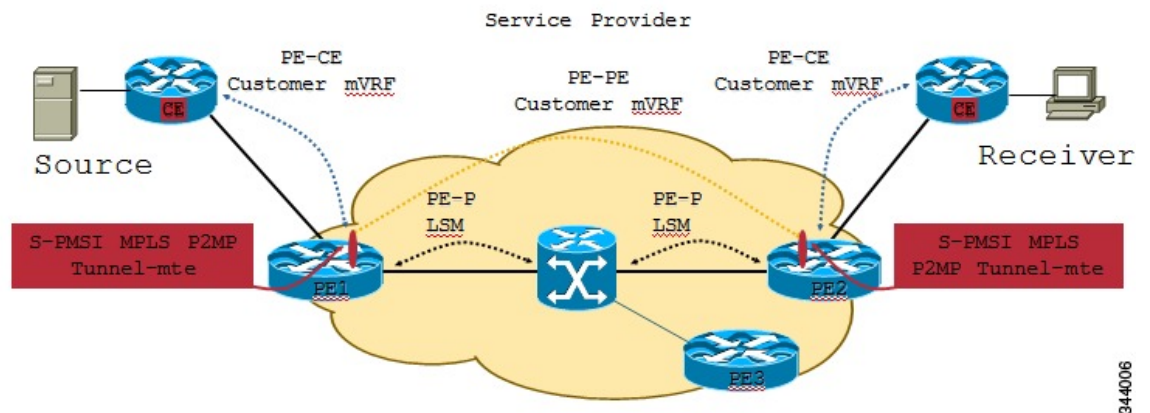 Service Provider
PE-CE
Customer mVRF
PE-PE
Customer mVRF
PE-CE
Customer mVRF
CE
CE
Source
Receiver
PE-P
LSM
PE-P
LSM
S-PMSI MPLS P2MP
Tunnel-mte
S-PMSI MPLS
P2MP Tunnel-mte
PE1
PE2
PE3
344006